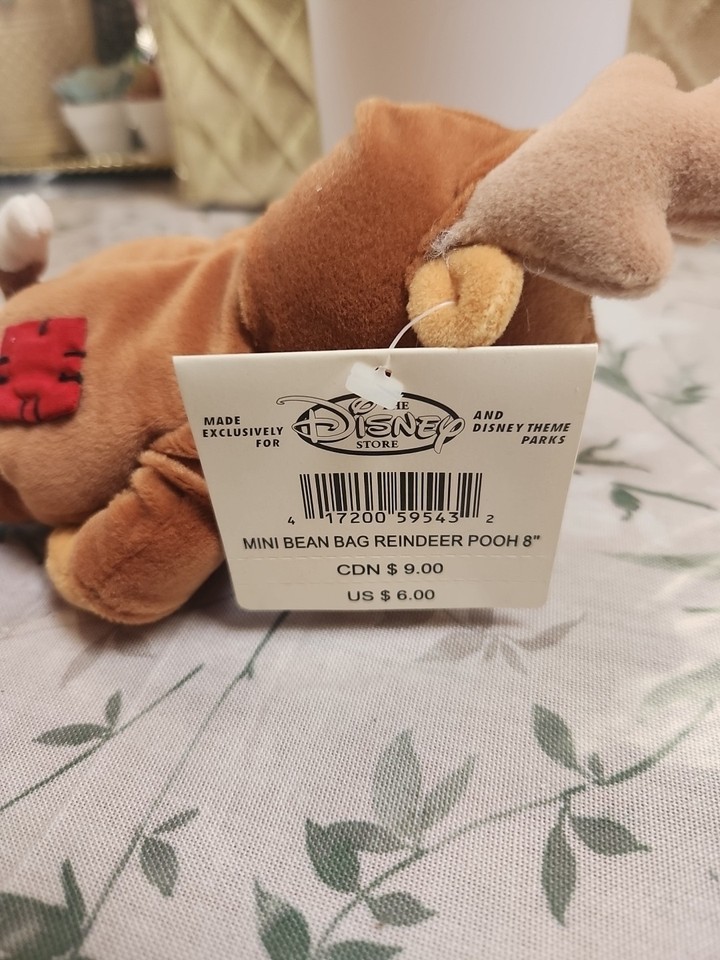 MADE EXCLUSIVELY FOR
THE
DISNEY
STORE
AND DISNEY THEME PARKS
4 17200 59543 2
MINI BEAN BAG REINDEER POOH 8"
CDN $ 9.00
US $ 6.00